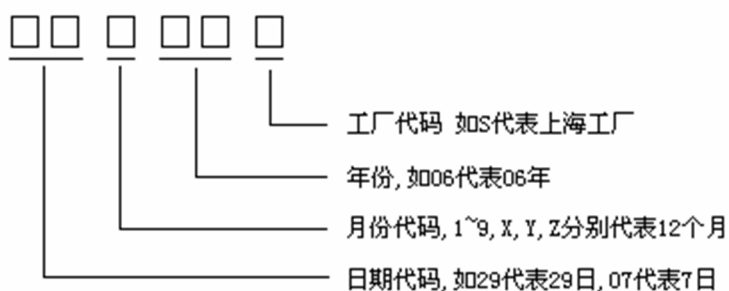 工厂代码 如S代表上海工厂
年份,如06代表06年
月份代码,1~9,X,Y,Z分别代表12个月
日期代码,如29代表29日,07代表7日